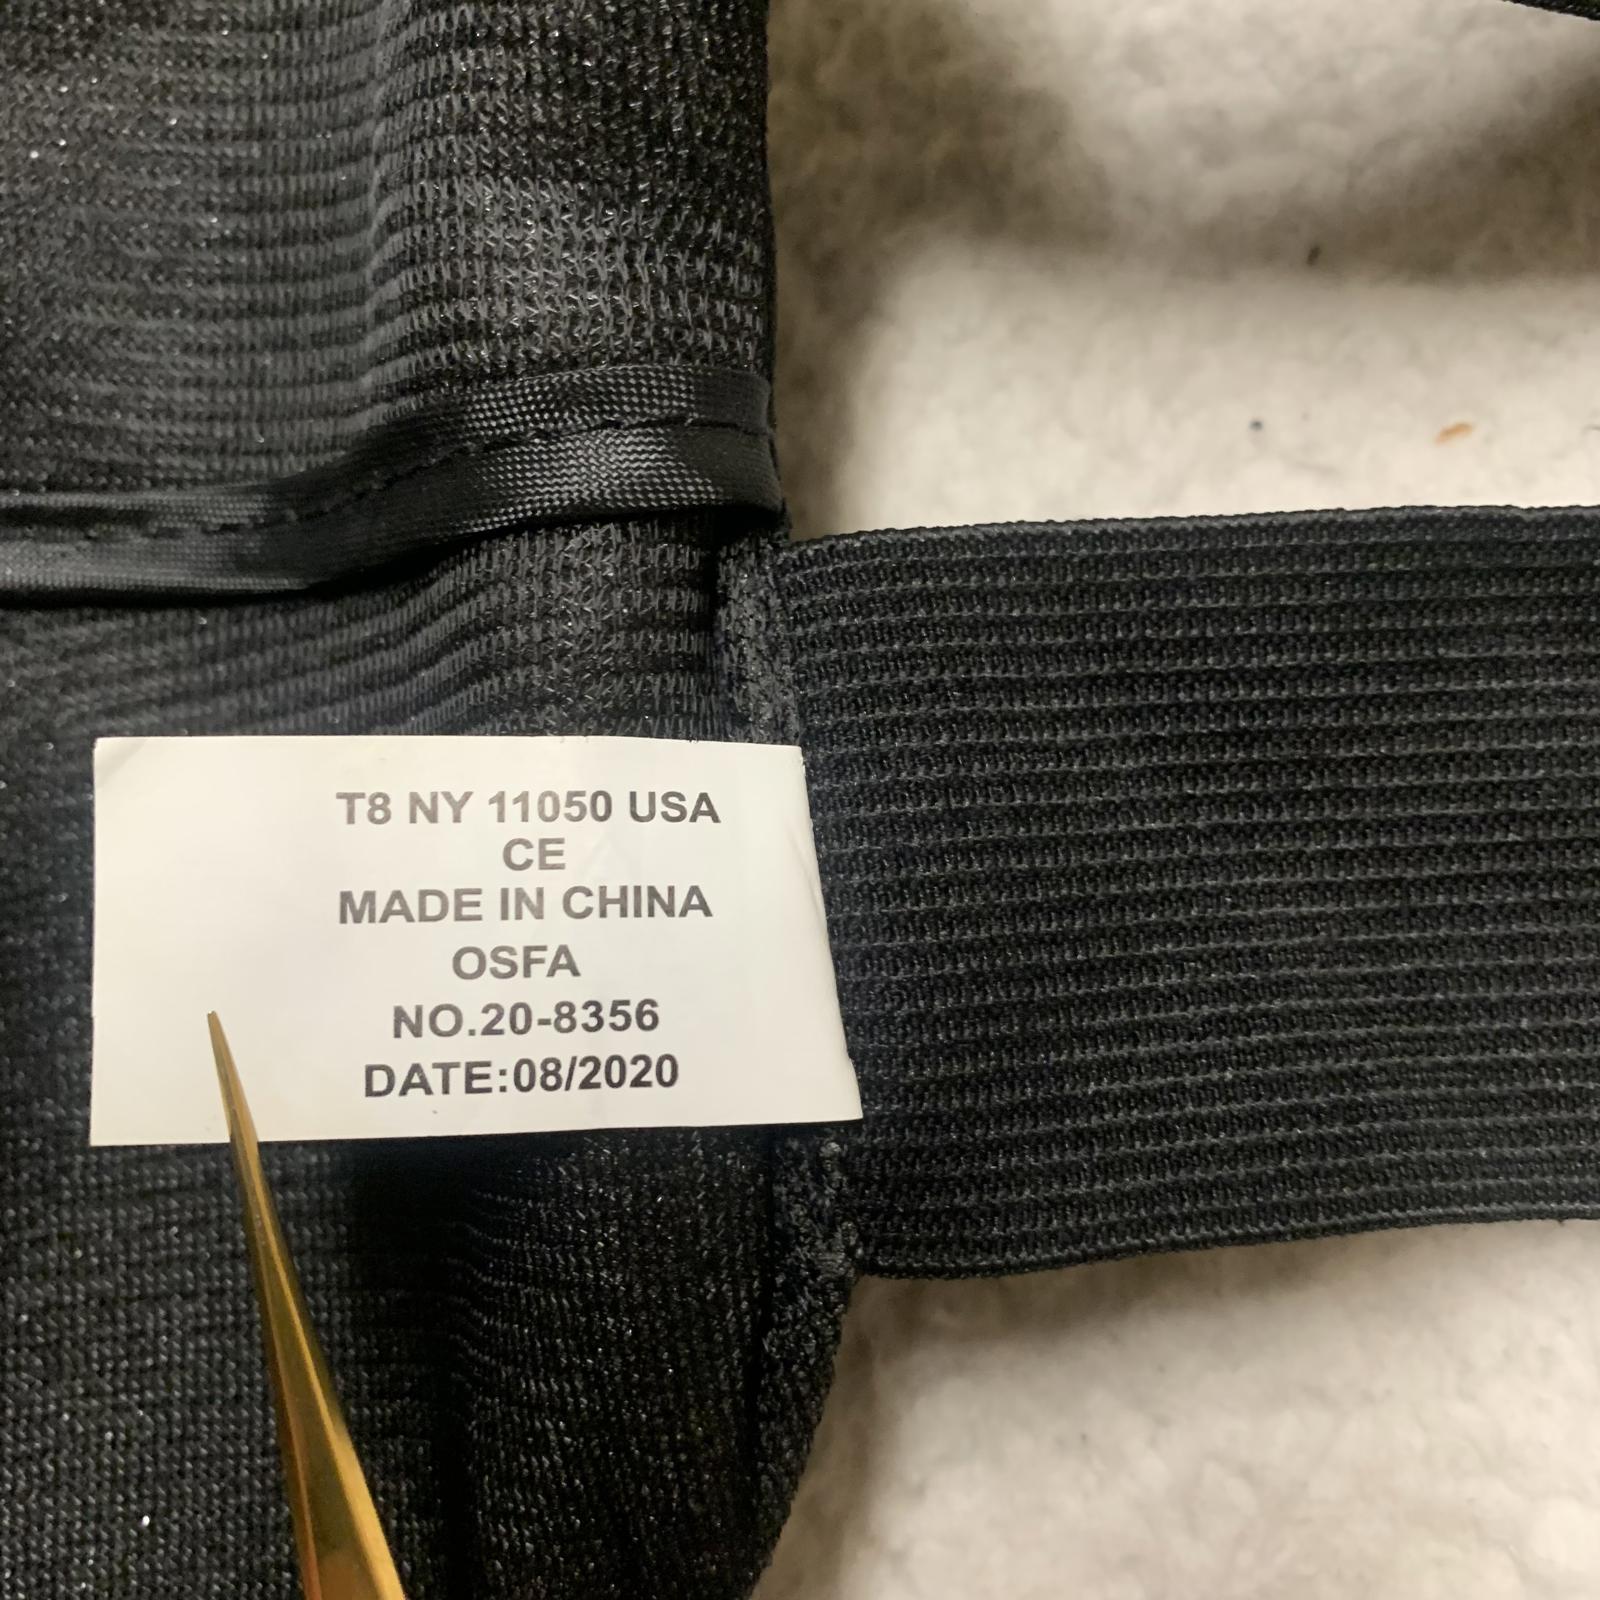 T8 NY 11050 USA
CE
MADE IN CHINA
OSFA
NO.20-8356
DATE:08/2020